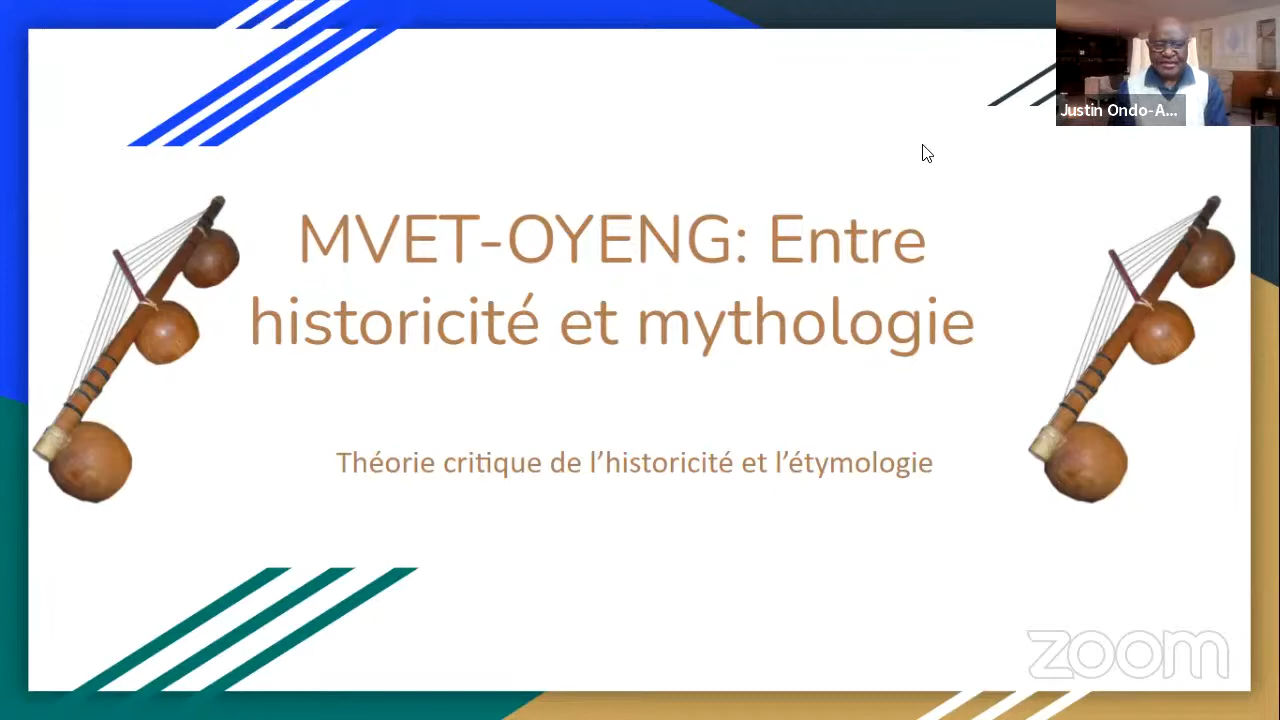 Justin Ondo-A...
MVET-OYENG: Entre
historicité et mythologie
Théorie critique de l’historicité et l’étymologie
zoom